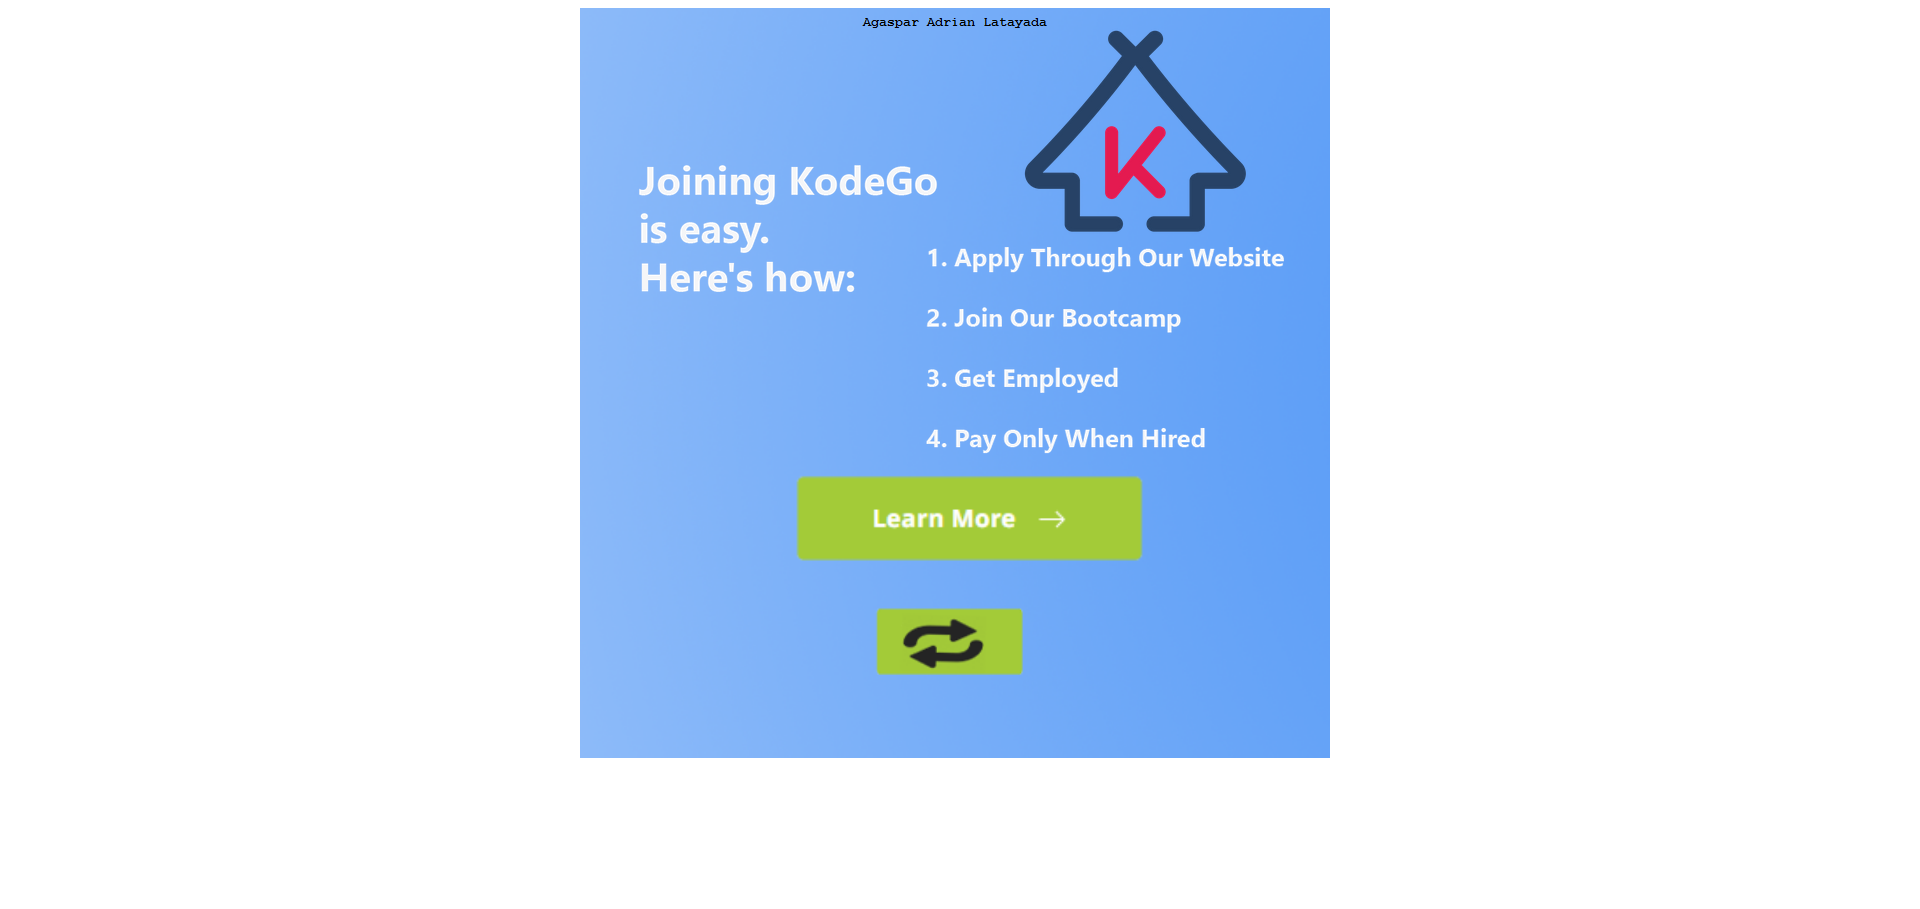 Agaspar Adrian Latayada
K
Joining KodeGo
is easy.
Here's how:
1. Apply Through Our Website
2. Join Our Bootcamp
3. Get Employed
4. Pay Only When Hired
Learn More →